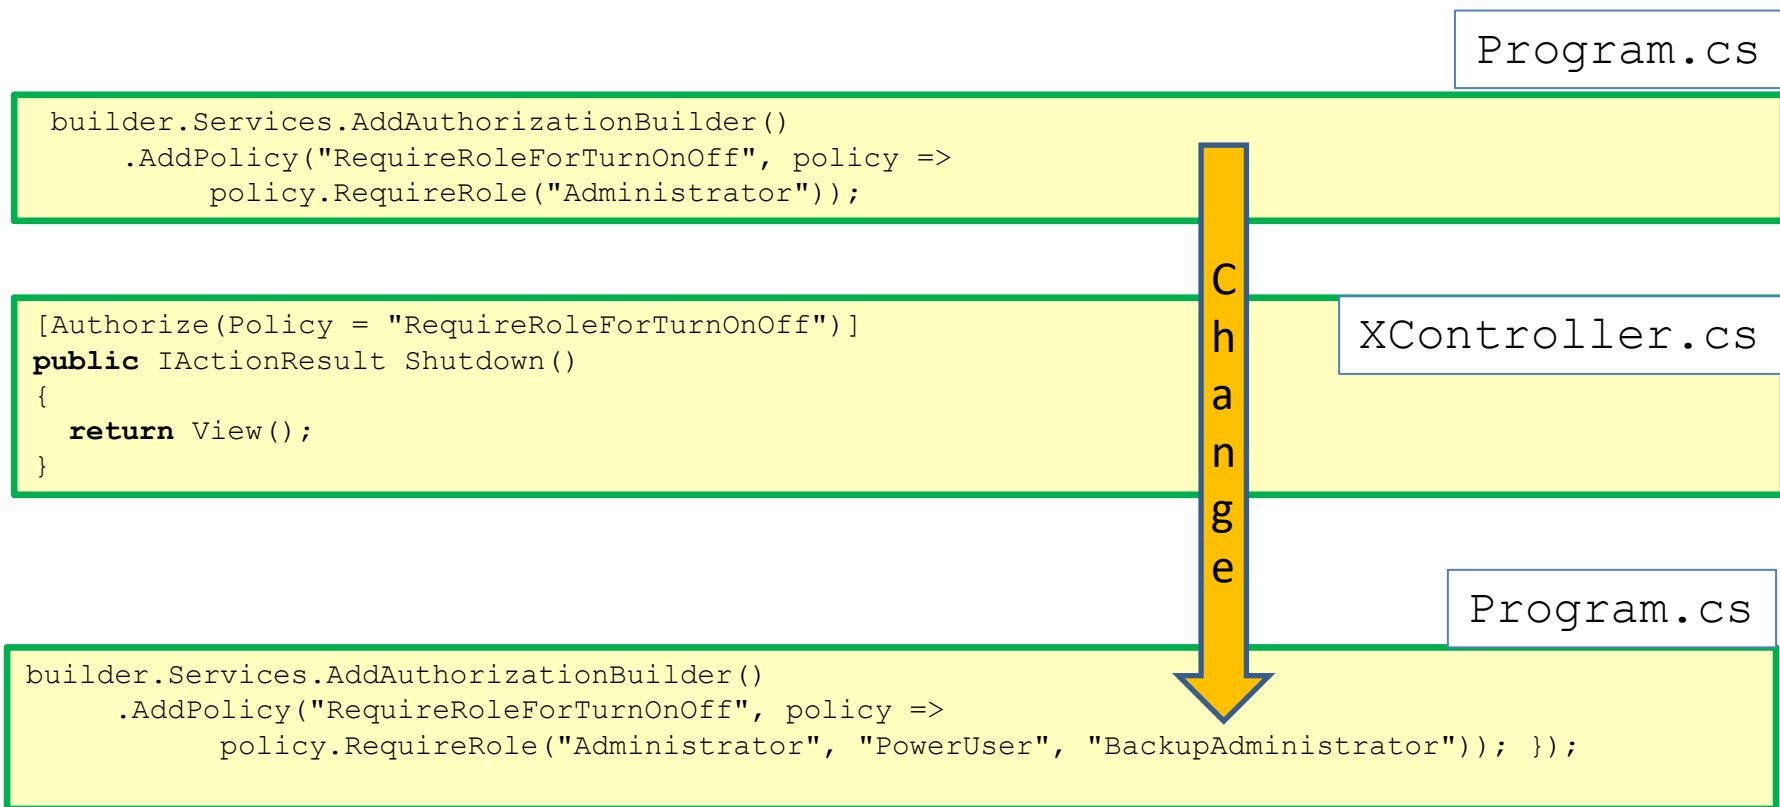 Program.cs
builder.Services.AddAuthorizationBuilder()
.AddPolicy("RequireRoleForTurnOnOff", policy =>
policy.RequireRole("Administrator"));
Change
XController.cs
[Authorize(Policy = "RequireRoleForTurnOnOff")]
public IActionResult Shutdown()
{
return View();
}
Program.cs
builder.Services.AddAuthorizationBuilder()
.AddPolicy("RequireRoleForTurnOnOff", policy =>
policy.RequireRole("Administrator", "PowerUser", "BackupAdministrator")); });